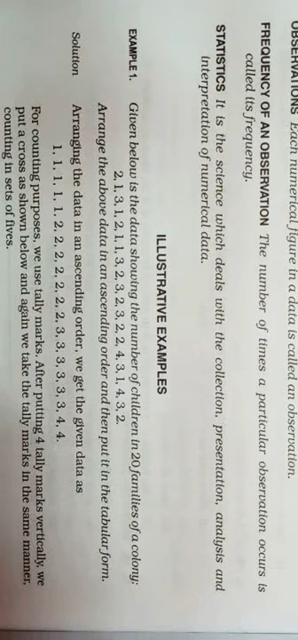 OBSERVATIONS Each numerical figure in a data is called an observation.
FREQUENCY OF AN OBSERVATION The number of times a particular observation occurs is
called its frequency.
STATISTICS It is the science which deals with the collection, presentation, analysis and
interpretation of numerical data.
ILLUSTRATIVE EXAMPLES
EXAMPLE 1. Given below is the data showing the number of children in 20 families of a colony:
2, 1, 3, 1, 2, 1, 1, 3, 2, 3, 2, 3, 2, 2, 4, 3, 1, 4, 3, 2.
Arrange the above data in an ascending order and then put it in the tabular form.
Solution Arranging the data in an ascending order, we get the given data as
1, 1, 1, 1, 1, 2, 2, 2, 2, 2, 2, 2, 3, 3, 3, 3, 3, 3, 4, 4.
For counting purposes, we use tally marks. After putting 4 tally marks vertically, we
put a cross as shown below and again we take the tally marks in the same manner,
counting in sets of fives.